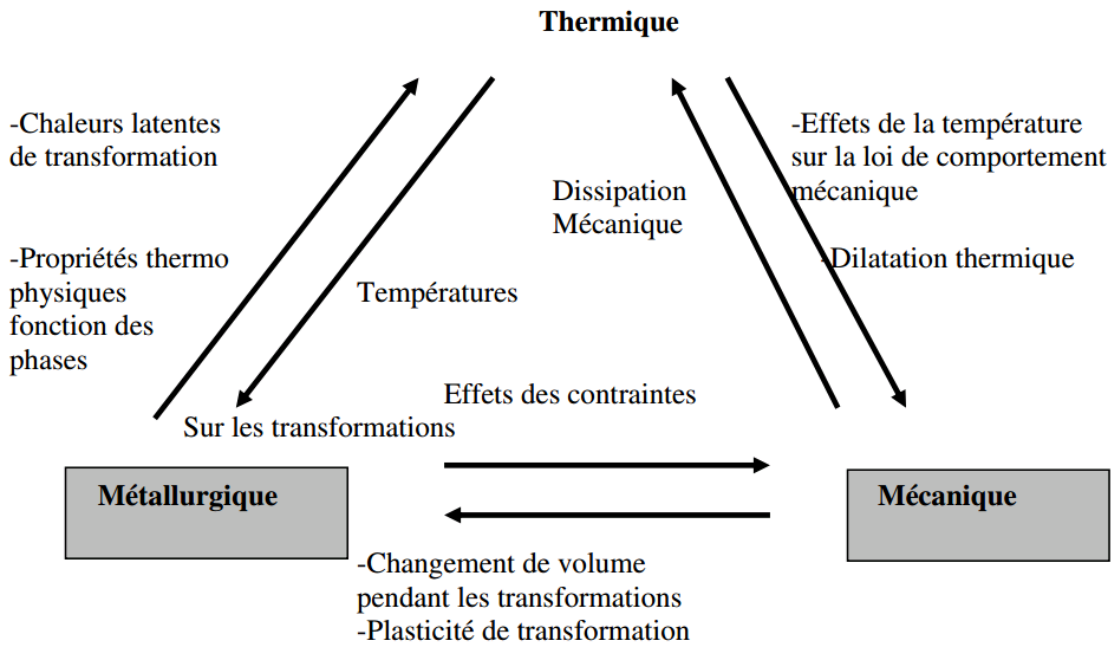 Thermique
-Chaleurs latentes
de transformation
-Effets de la température
sur la loi de comportement
mécanique
Dissipation
Mécanique
-Propriétés thermo
physiques
fonction des
phases
-Dilatation thermique
Températures
Effets des contraintes
Sur les transformations
Métallurgique
Mécanique
-Changement de volume
pendant les transformations
-Plasticité de transformation